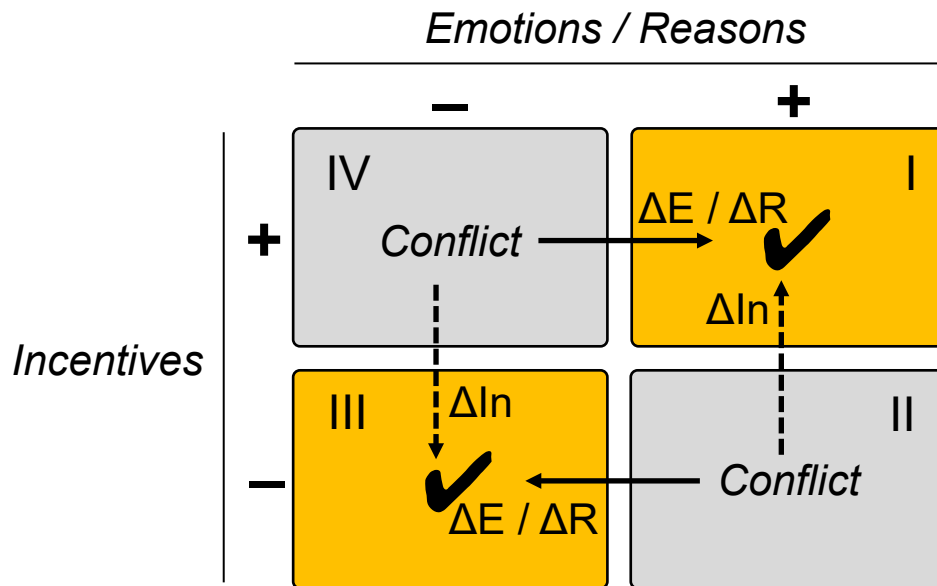 Emotions / Reasons
– +
IV I
ΔE / ΔR
+ Conflict ✔
ΔIn
Incentives
III ΔIn II
– ✔ Conflict
ΔE / ΔR